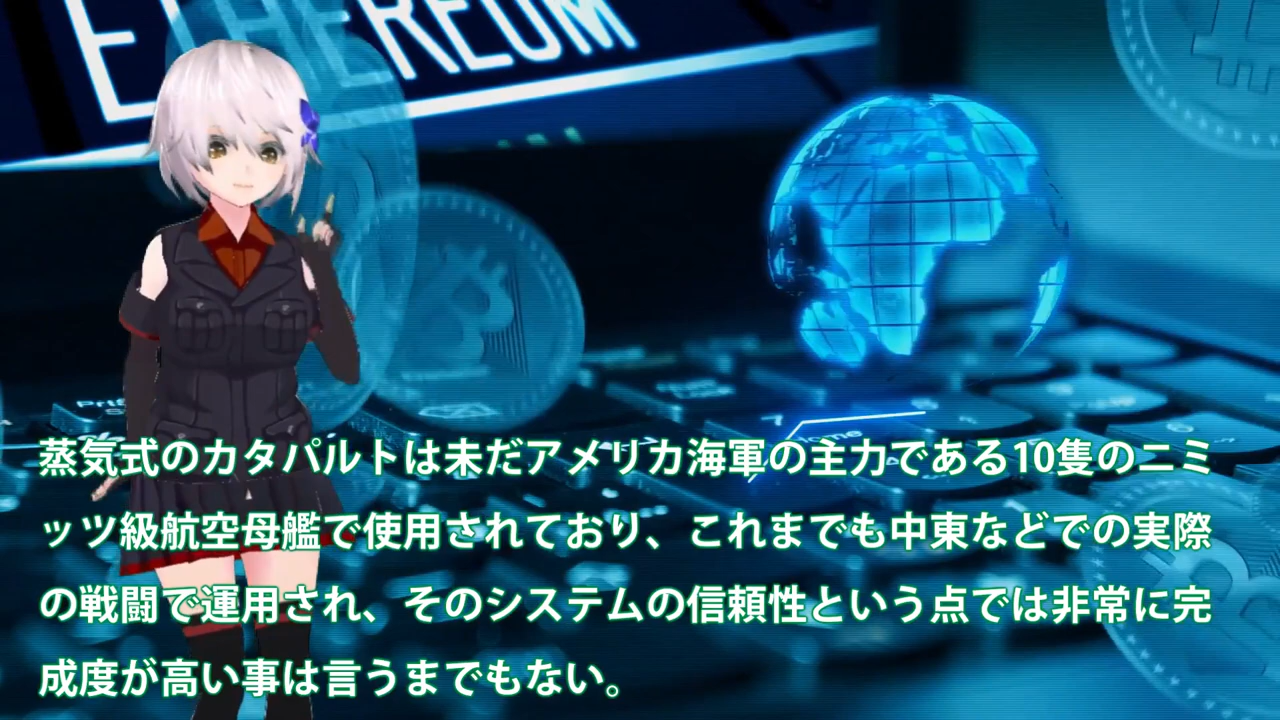 ETHEREUM
蒸気式のカタパルトは未だアメリカ海軍の主力である10隻のニミ
ッツ級航空母艦で使用されており、これまでも中東などでの実際
の戦闘で運用され、そのシステムの信頼性という点では非常に完
成度が高い事は言うまでもない。